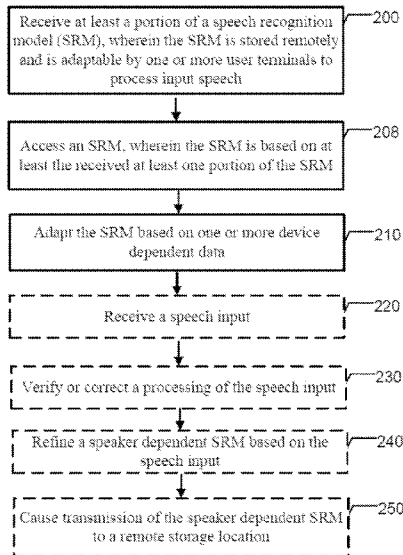 Receive at least a portion of a speech recognition
model (SRM), wherein the SRM is stored remotely
and is adaptable by one or more user terminals to
process input speech
200
Access an SRM, wherein the SRM is based on at
least the received at least one portion of the SRM
208
Adapt the SRM based on one or more device
dependent data
210
Receive a speech input
220
Verify or correct a processing of the speech input
230
Refine a speaker dependent SRM based on the
speech input
240
Cause transmission of the speaker dependent SRM
to a remote storage location
250